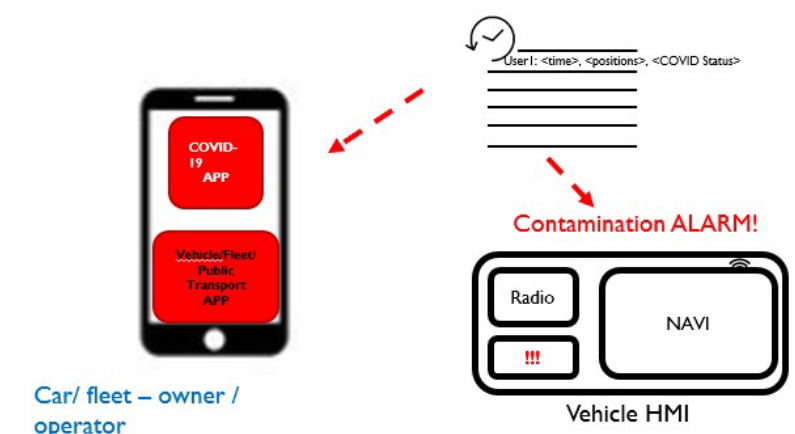 User1: <time>, <positions>, <COVID Status>
COVID-
19
APP
Contamination ALARM!
Vehicle/Fleet/
Public
Transport
APP
Radio
NAVI
!!!
Car/ fleet – owner /
operator
Vehicle HMI